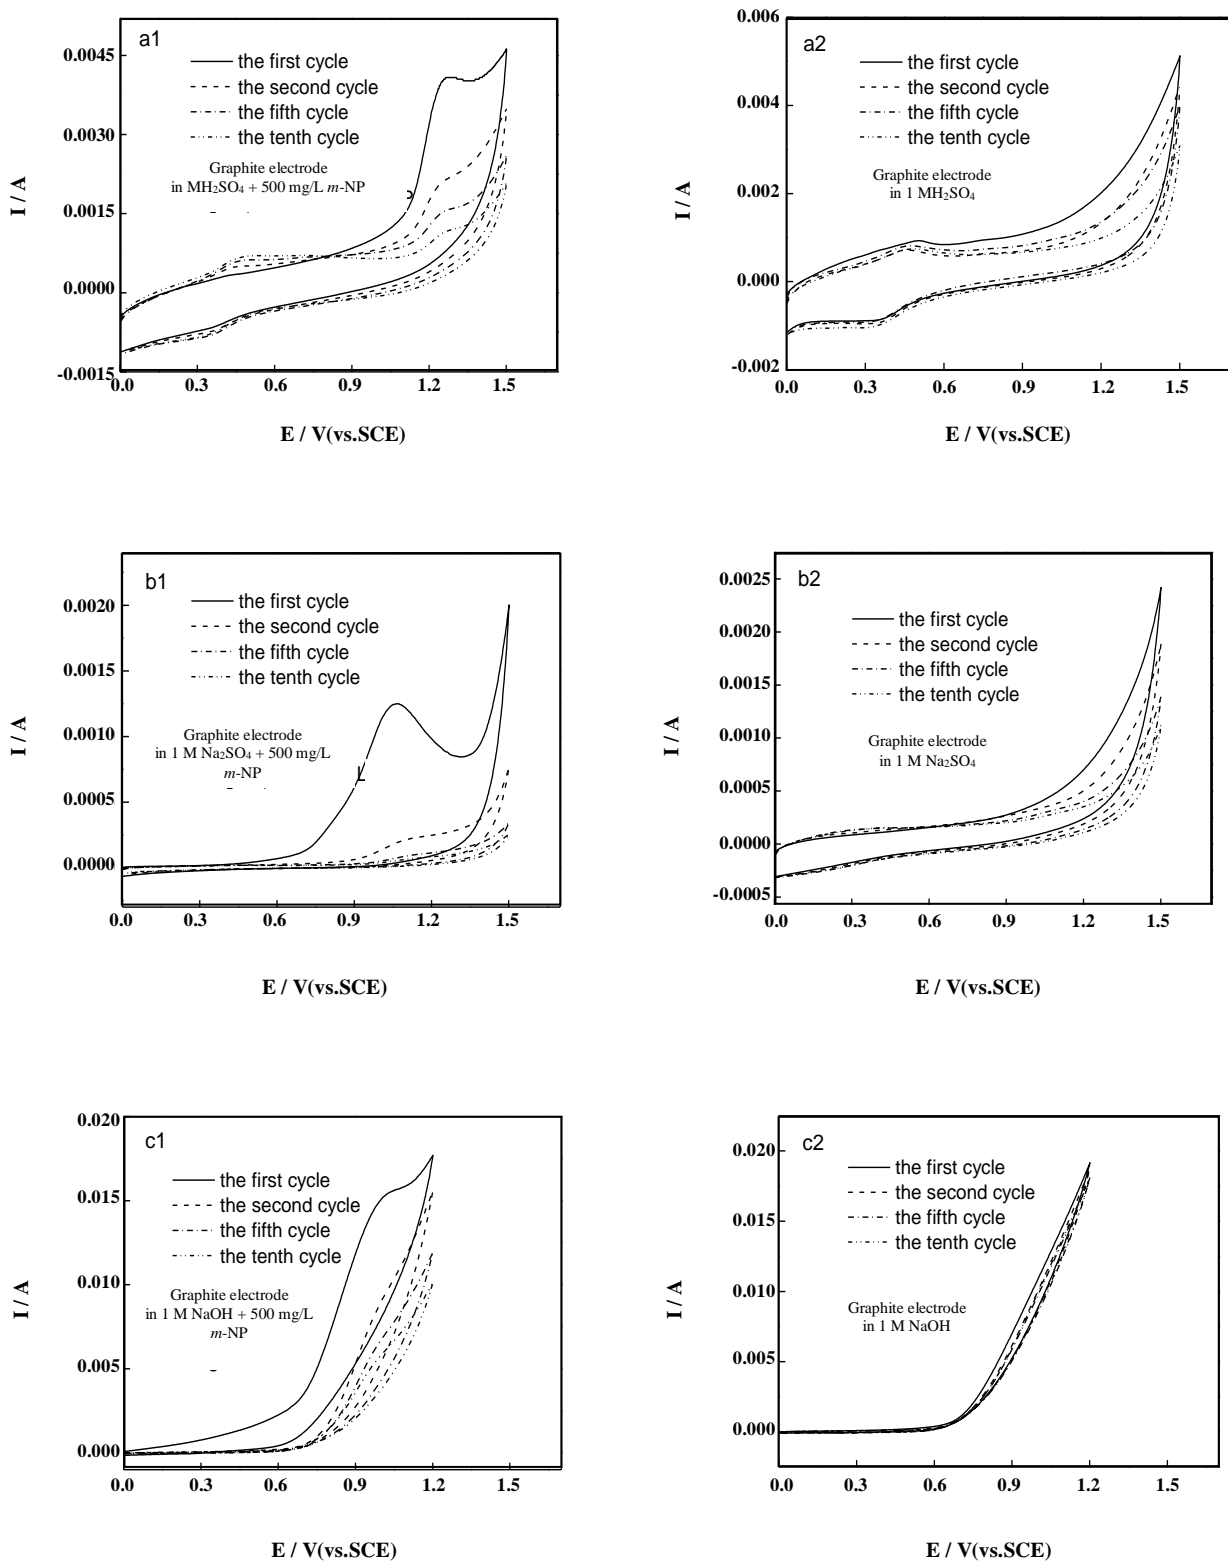 a1
the first cycle
the second cycle
the fifth cycle
the tenth cycle
Graphite electrode
in MH₂SO₄ + 500 mg/L m-NP
0.0045
0.0030
0.0015
0.0000
-0.0015
0.0 0.3 0.6 0.9 1.2 1.5
I / A
E / V(vs.SCE)
a2
the first cycle
the second cycle
the fifth cycle
the tenth cycle
Graphite electrode
in 1 MH₂SO₄
0.006
0.004
0.002
0.000
-0.002
0.0 0.3 0.6 0.9 1.2 1.5
I / A
E / V(vs.SCE)
b1
the first cycle
the second cycle
the fifth cycle
the tenth cycle
Graphite electrode
in 1 M Na₂SO₄ + 500 mg/L
m-NP
0.0020
0.0015
0.0010
0.0005
0.0000
0.0 0.3 0.6 0.9 1.2 1.5
I / A
E / V(vs.SCE)
b2
the first cycle
the second cycle
the fifth cycle
the tenth cycle
Graphite electrode
in 1 M Na₂SO₄
0.0025
0.0020
0.0015
0.0010
0.0005
0.0000
-0.0005
0.0 0.3 0.6 0.9 1.2 1.5
I / A
E / V(vs.SCE)
c1
the first cycle
the second cycle
the fifth cycle
the tenth cycle
Graphite electrode
in 1 M NaOH + 500 mg/L
m-NP
0.020
0.015
0.010
0.005
0.000
0.0 0.3 0.6 0.9 1.2 1.5
I / A
E / V(vs.SCE)
c2
the first cycle
the second cycle
the fifth cycle
the tenth cycle
Graphite electrode
in 1 M NaOH
0.020
0.015
0.010
0.005
0.000
0.0 0.3 0.6 0.9 1.2 1.5
I / A
E / V(vs.SCE)